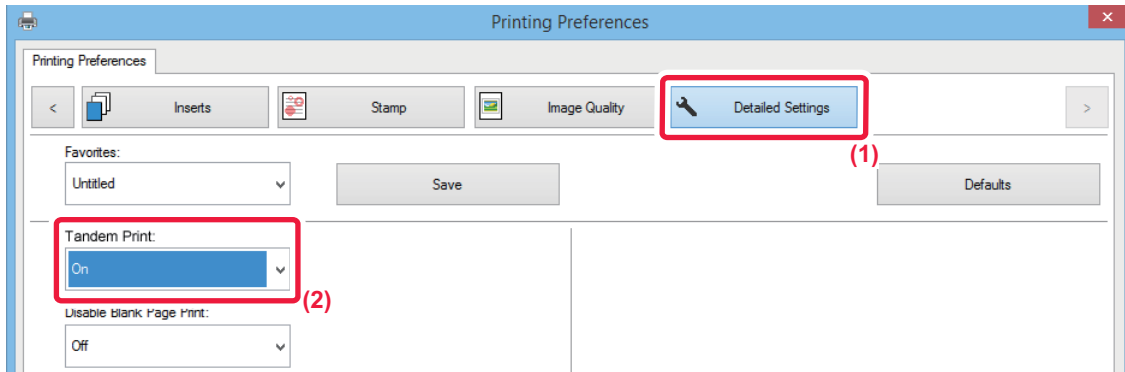 Printing Preferences
Printing Preferences
< Inserts Stamp Image Quality Detailed Settings >
(1)
Favorites:
Untitled Save Defaults
Tandem Print:
On
(2)
Disable Blank Page Print:
Off